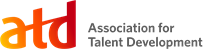 atd Association for
Talent Development